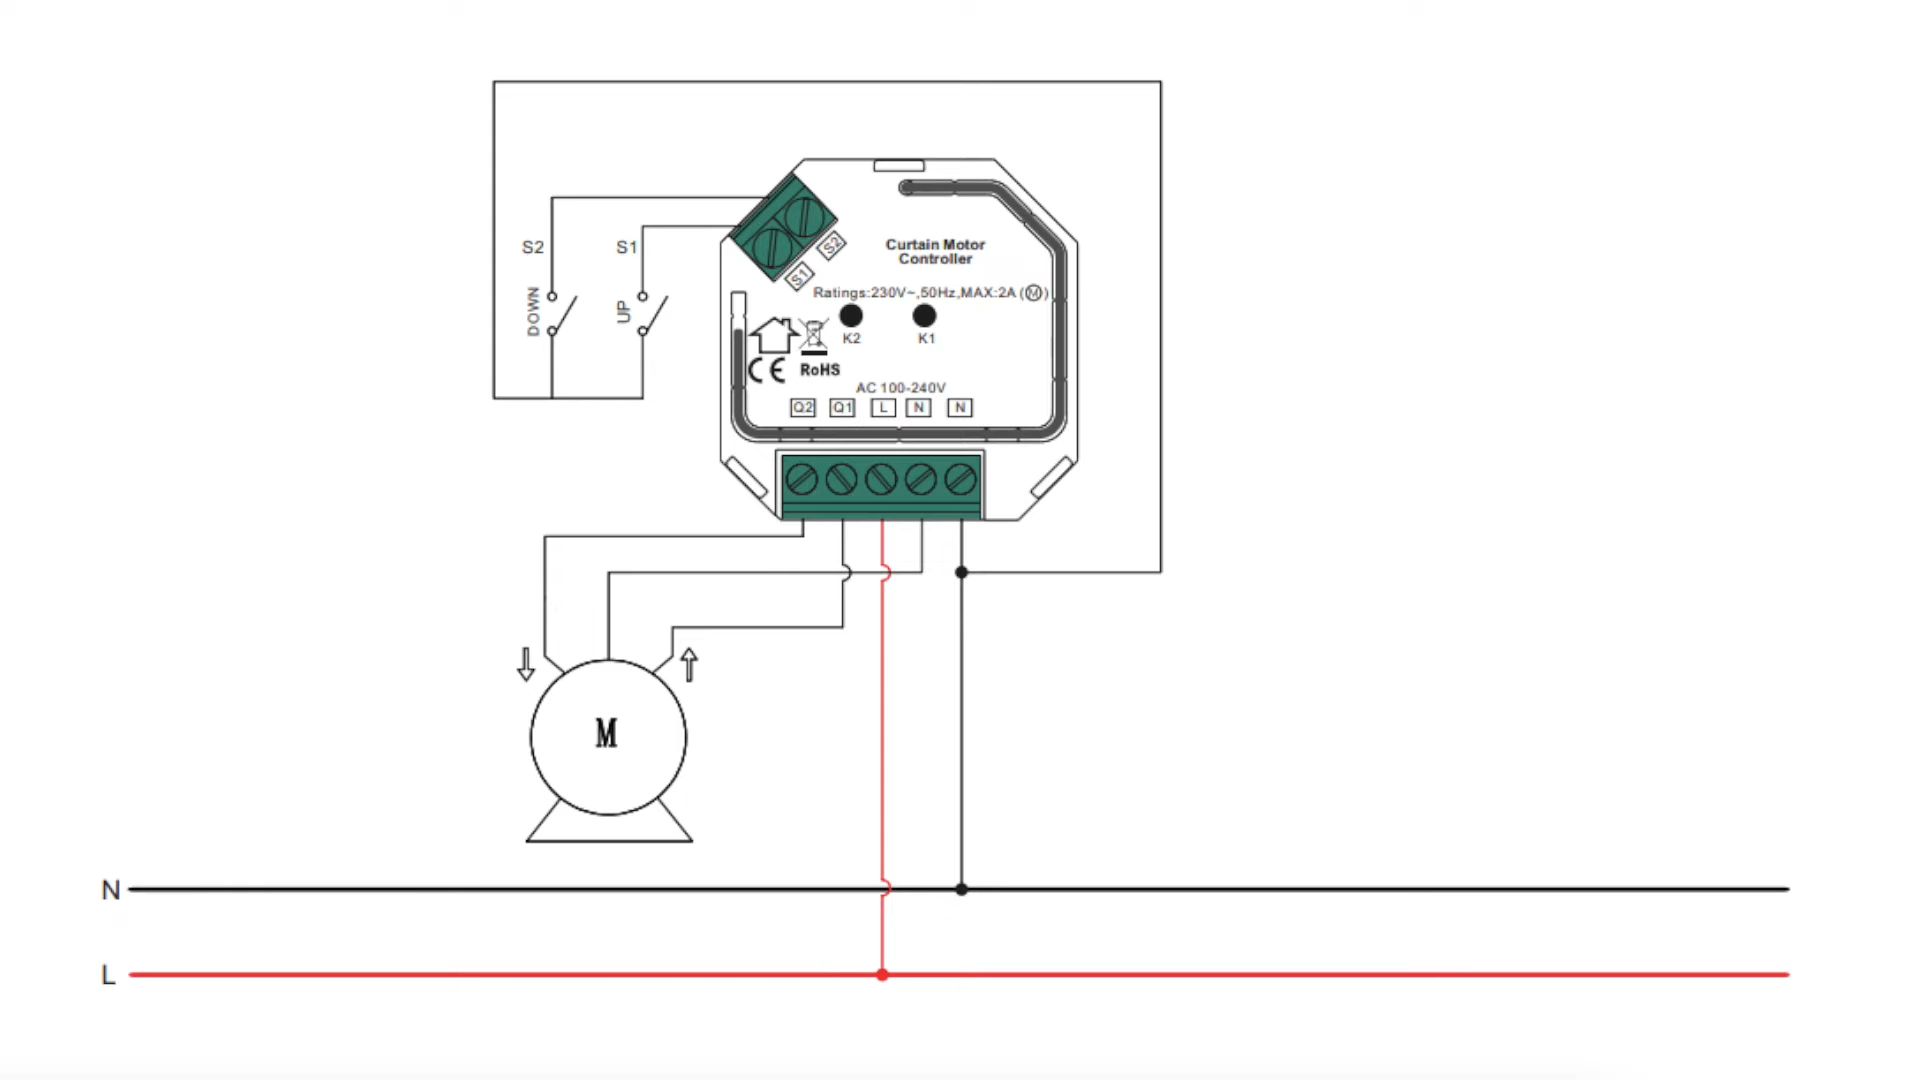 S2
S1
DOWN
UP
S1
S2
Curtain Motor
Controller
Ratings:230V~,50Hz,MAX:2A (M)
K2
K1
CE
RoHS
AC 100-240V
Q2
Q1
L
N
N
M
N
L